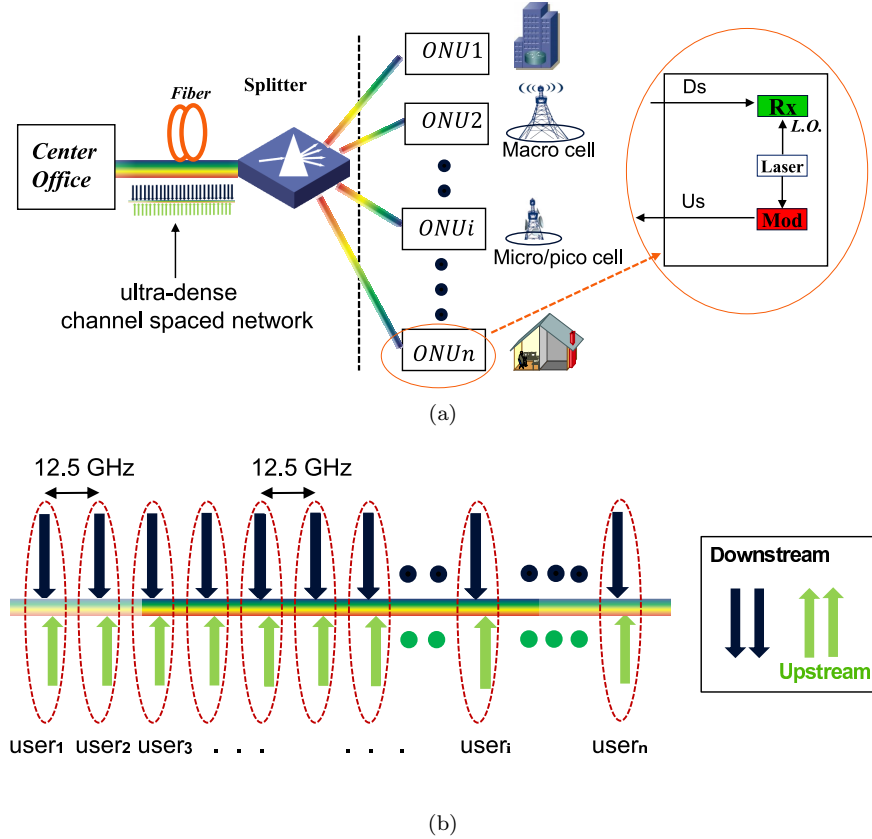 ONU1
Splitter
Fiber
Center
Office
ONU2
Macro cell
ONUi
Micro/pico cell
ultra-dense
channel spaced network
ONUn
Ds
Rx
L.O.
Laser
Us
Mod
(a)
12.5 GHz
12.5 GHz
Downstream
Upstream
user1 user2 user3 . . . . . . useri usern
(b)